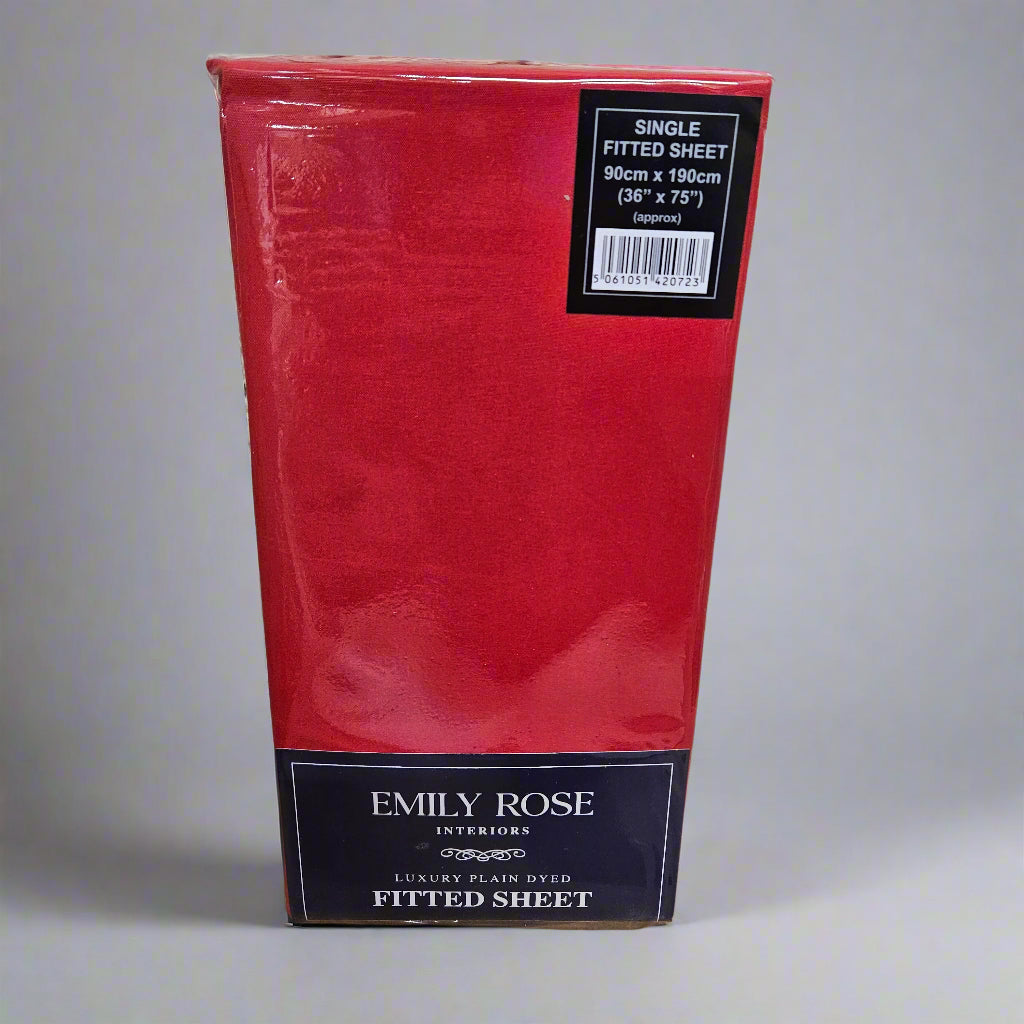 SINGLE
FITTED SHEET
90cm x 190cm
(36” x 75”)
(approx)
5 061051 420723
EMILY ROSE
INTERIORS
LUXURY PLAIN DYED
FITTED SHEET